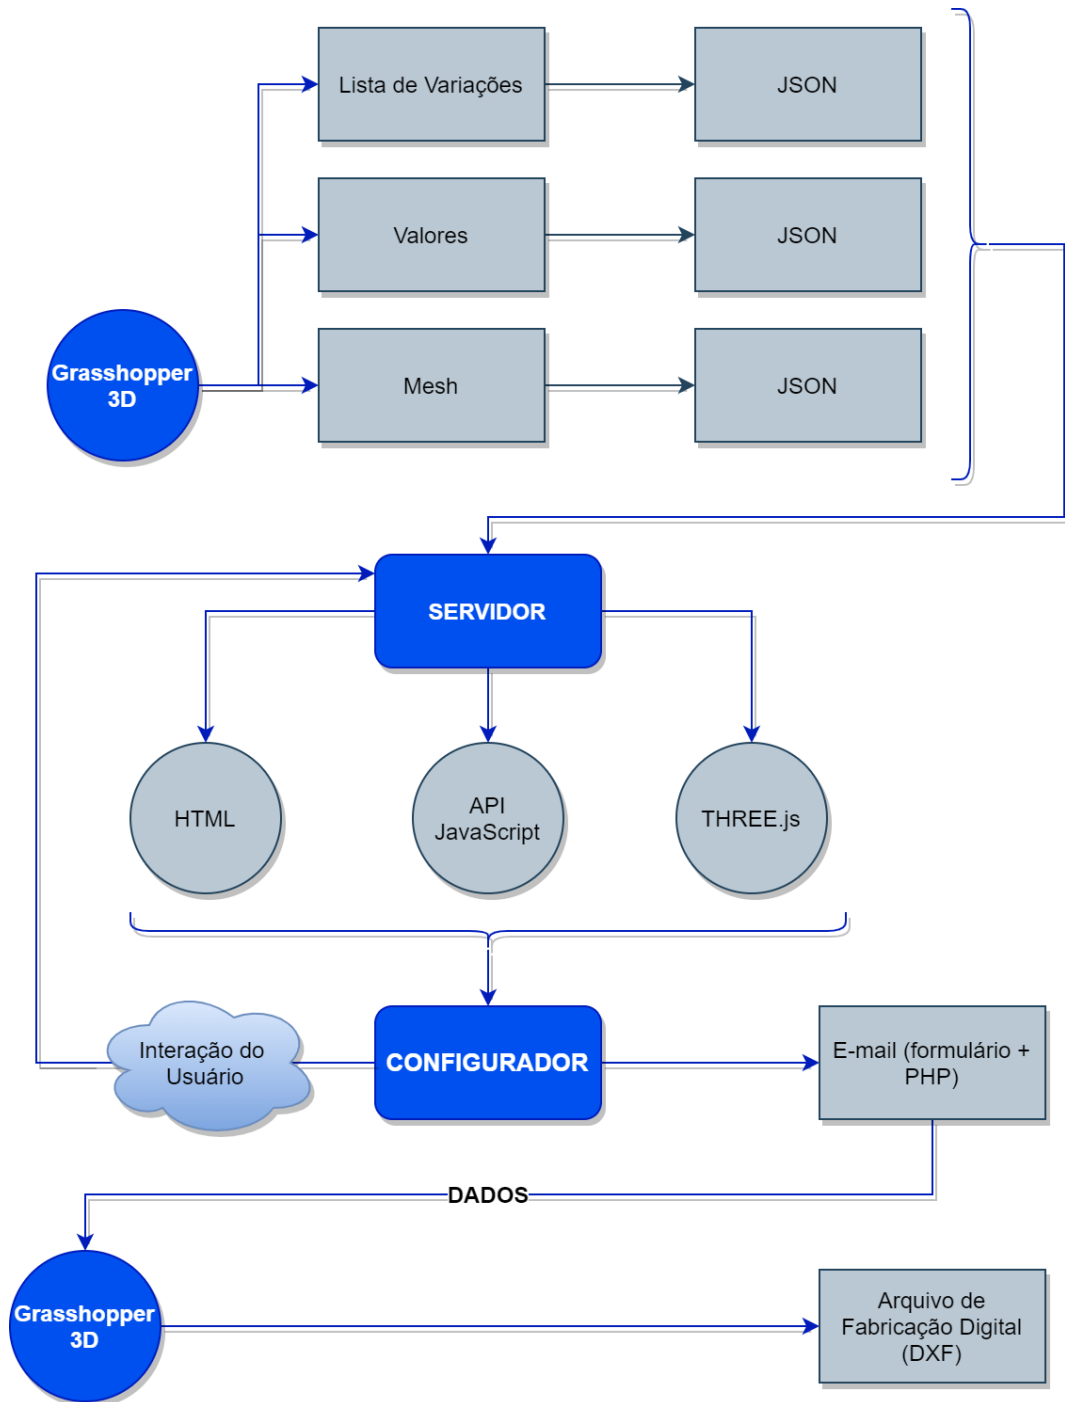 Lista de Variações
JSON
Valores
JSON
Grasshopper
3D
Mesh
JSON
SERVIDOR
HTML
API
JavaScript
THREE.js
Interação do
Usuário
CONFIGURADOR
E-mail (formulário +
PHP)
DADOS
Grasshopper
3D
Arquivo de
Fabricação Digital
(DXF)